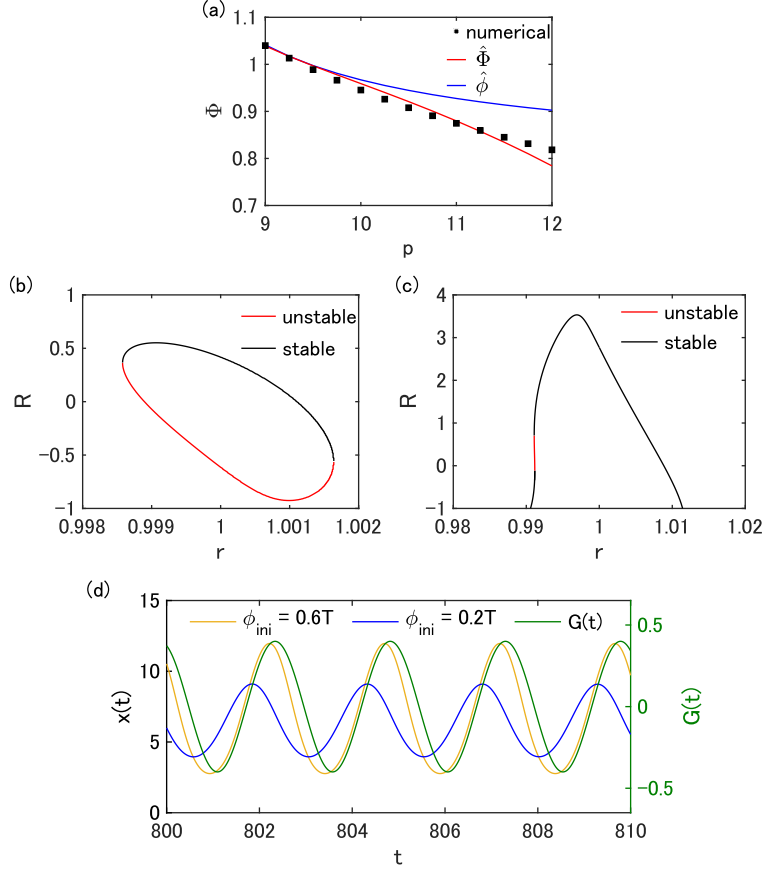 (a)
1.1
1
0.9
0.8
0.7
Φ
numerical
Φ̂
ϕ̂
9 10 11 12
p
(b)
1
0.5
0
−0.5
−1
R
unstable
stable
0.998 0.999 1 1.001 1.002
r
(c)
4
3
2
1
0
−1
R
unstable
stable
0.98 0.99 1 1.01 1.02
r
(d)
15
10
5
0
x(t)
ϕini = 0.6T ϕini = 0.2T G(t)
0.5
0
−0.5
G(t)
800 802 804 806 808 810
t